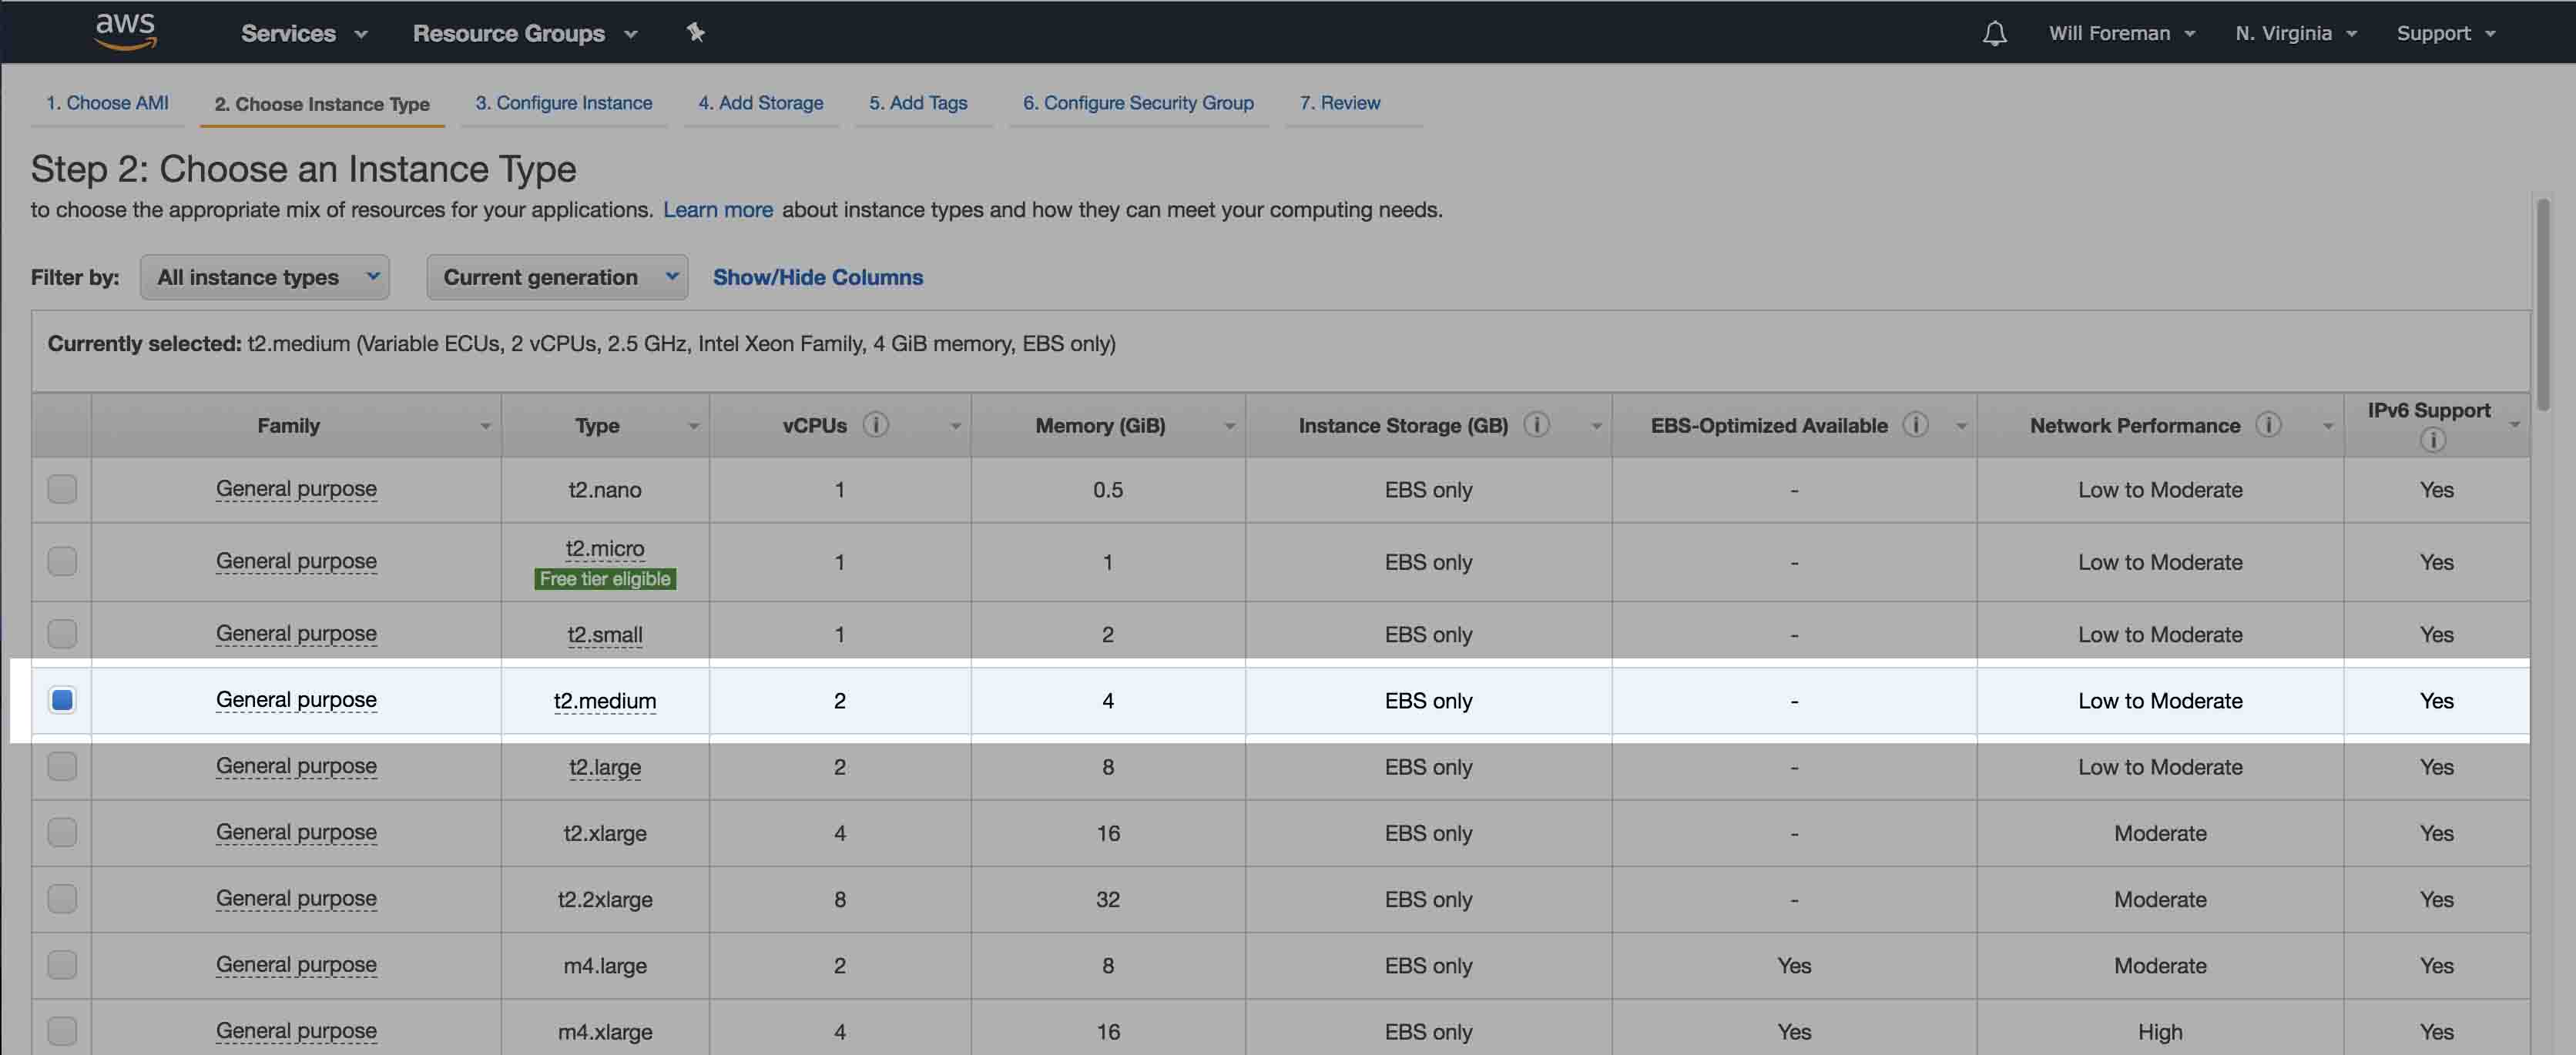 aws Services Resource Groups Will Foreman N. Virginia Support
1. Choose AMI 2. Choose Instance Type 3. Configure Instance 4. Add Storage 5. Add Tags 6. Configure Security Group 7. Review
Step 2: Choose an Instance Type
to choose the appropriate mix of resources for your applications. Learn more about instance types and how they can meet your computing needs.
Filter by: All instance types Current generation Show/Hide Columns
Currently selected: t2.medium (Variable ECUs, 2 vCPUs, 2.5 GHz, Intel Xeon Family, 4 GiB memory, EBS only)
Family Type vCPUs i Memory (GiB) Instance Storage (GB) i EBS-Optimized Available i Network Performance i IPv6 Support i
General purpose t2.nano 1 0.5 EBS only - Low to Moderate Yes
General purpose t2.micro Free tier eligible 1 1 EBS only - Low to Moderate Yes
General purpose t2.small 1 2 EBS only - Low to Moderate Yes
General purpose t2.medium 2 4 EBS only - Low to Moderate Yes
General purpose t2.large 2 8 EBS only - Low to Moderate Yes
General purpose t2.xlarge 4 16 EBS only - Moderate Yes
General purpose t2.2xlarge 8 32 EBS only - Moderate Yes
General purpose m4.large 2 8 EBS only Yes Moderate Yes
General purpose m4.xlarge 4 16 EBS only Yes High Yes